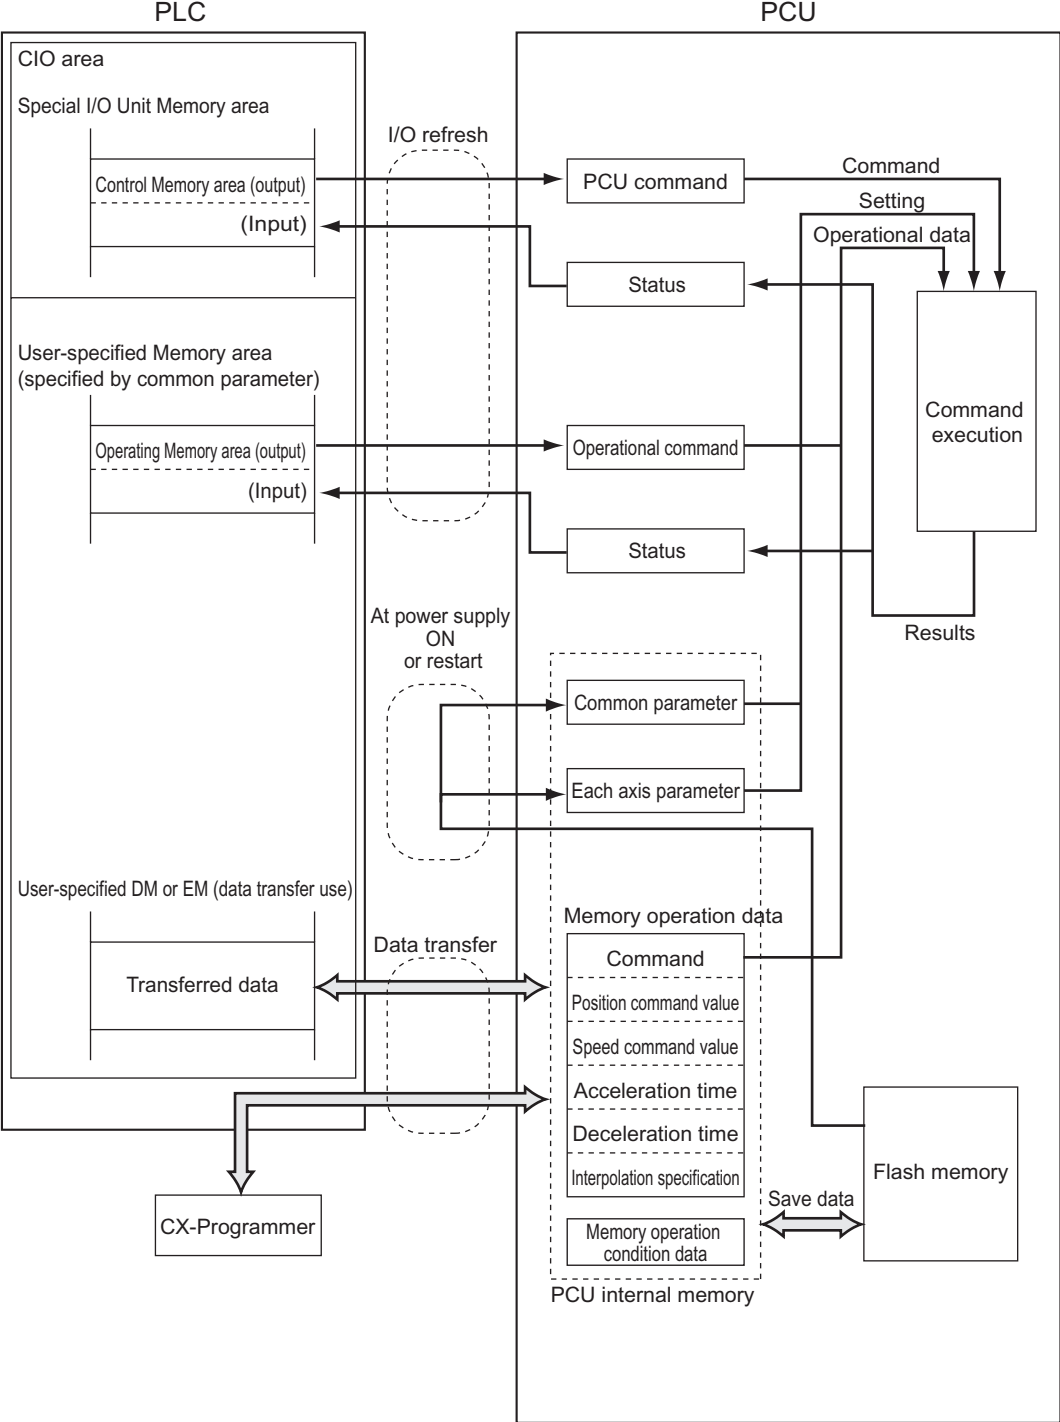 PLC
PCU
CIO area
Special I/O Unit Memory area
I/O refresh
Control Memory area (output)
(Input)
PCU command
Command
Setting
Operational data
Status
User-specified Memory area
(specified by common parameter)
Operating Memory area (output)
(Input)
Operational command
Command
execution
Status
Results
At power supply
ON
or restart
Common parameter
Each axis parameter
User-specified DM or EM (data transfer use)
Transferred data
Data transfer
Memory operation data
Command
Position command value
Speed command value
Acceleration time
Deceleration time
Interpolation specification
Flash memory
Save data
CX-Programmer
Memory operation
condition data
PCU internal memory